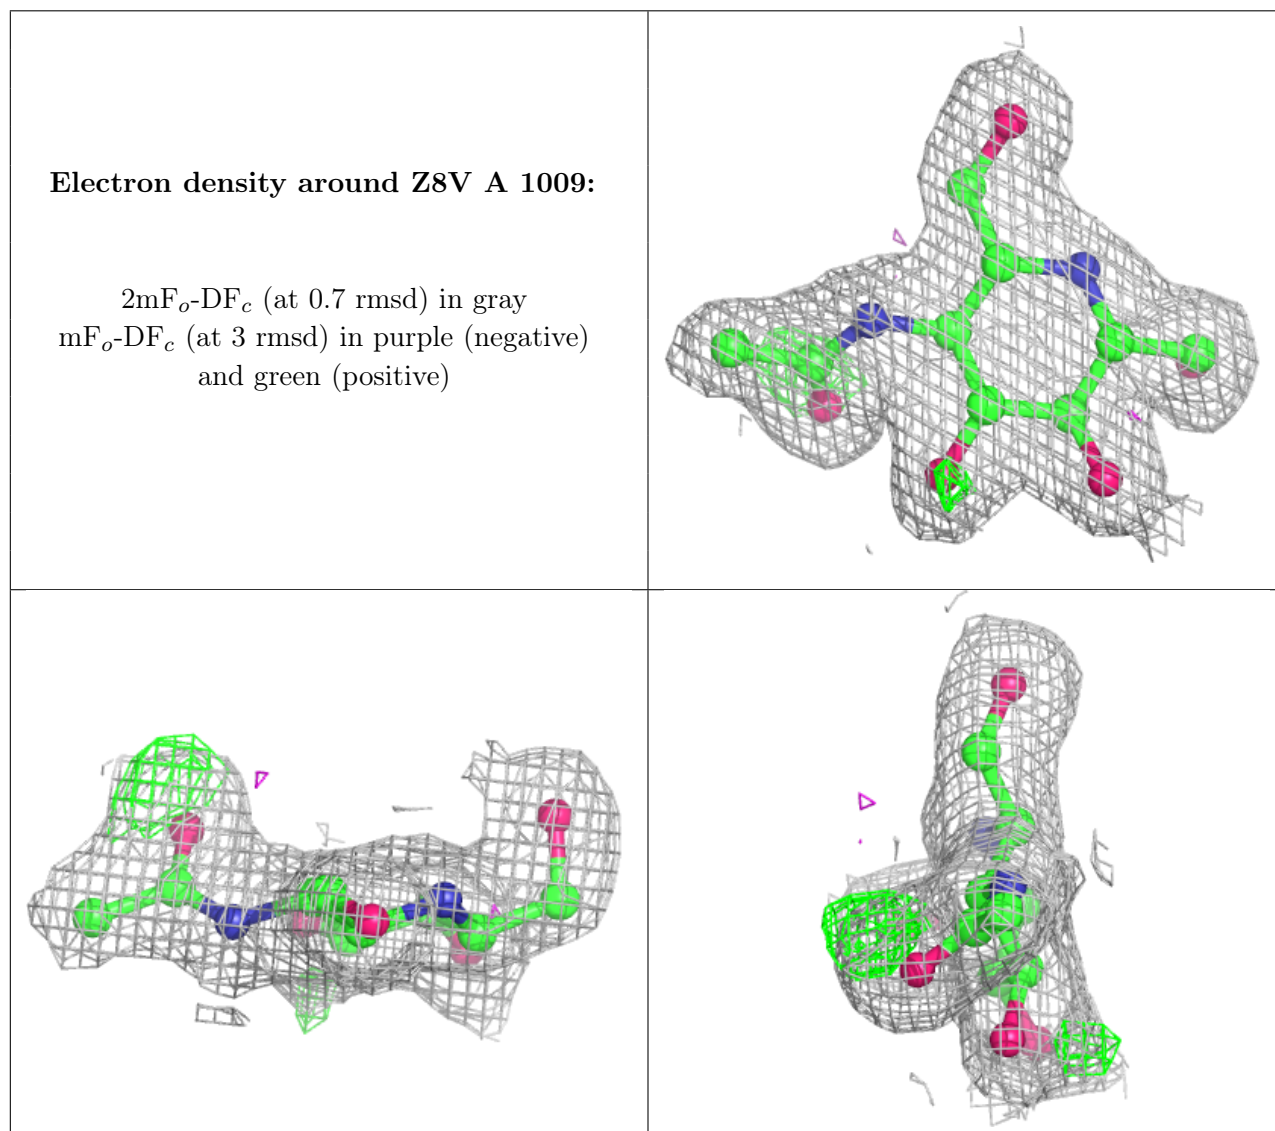 Electron density around Z8V A 1009:
2mFo-DFc (at 0.7 rmsd) in gray
mFo-DFc (at 3 rmsd) in purple (negative)
and green (positive)